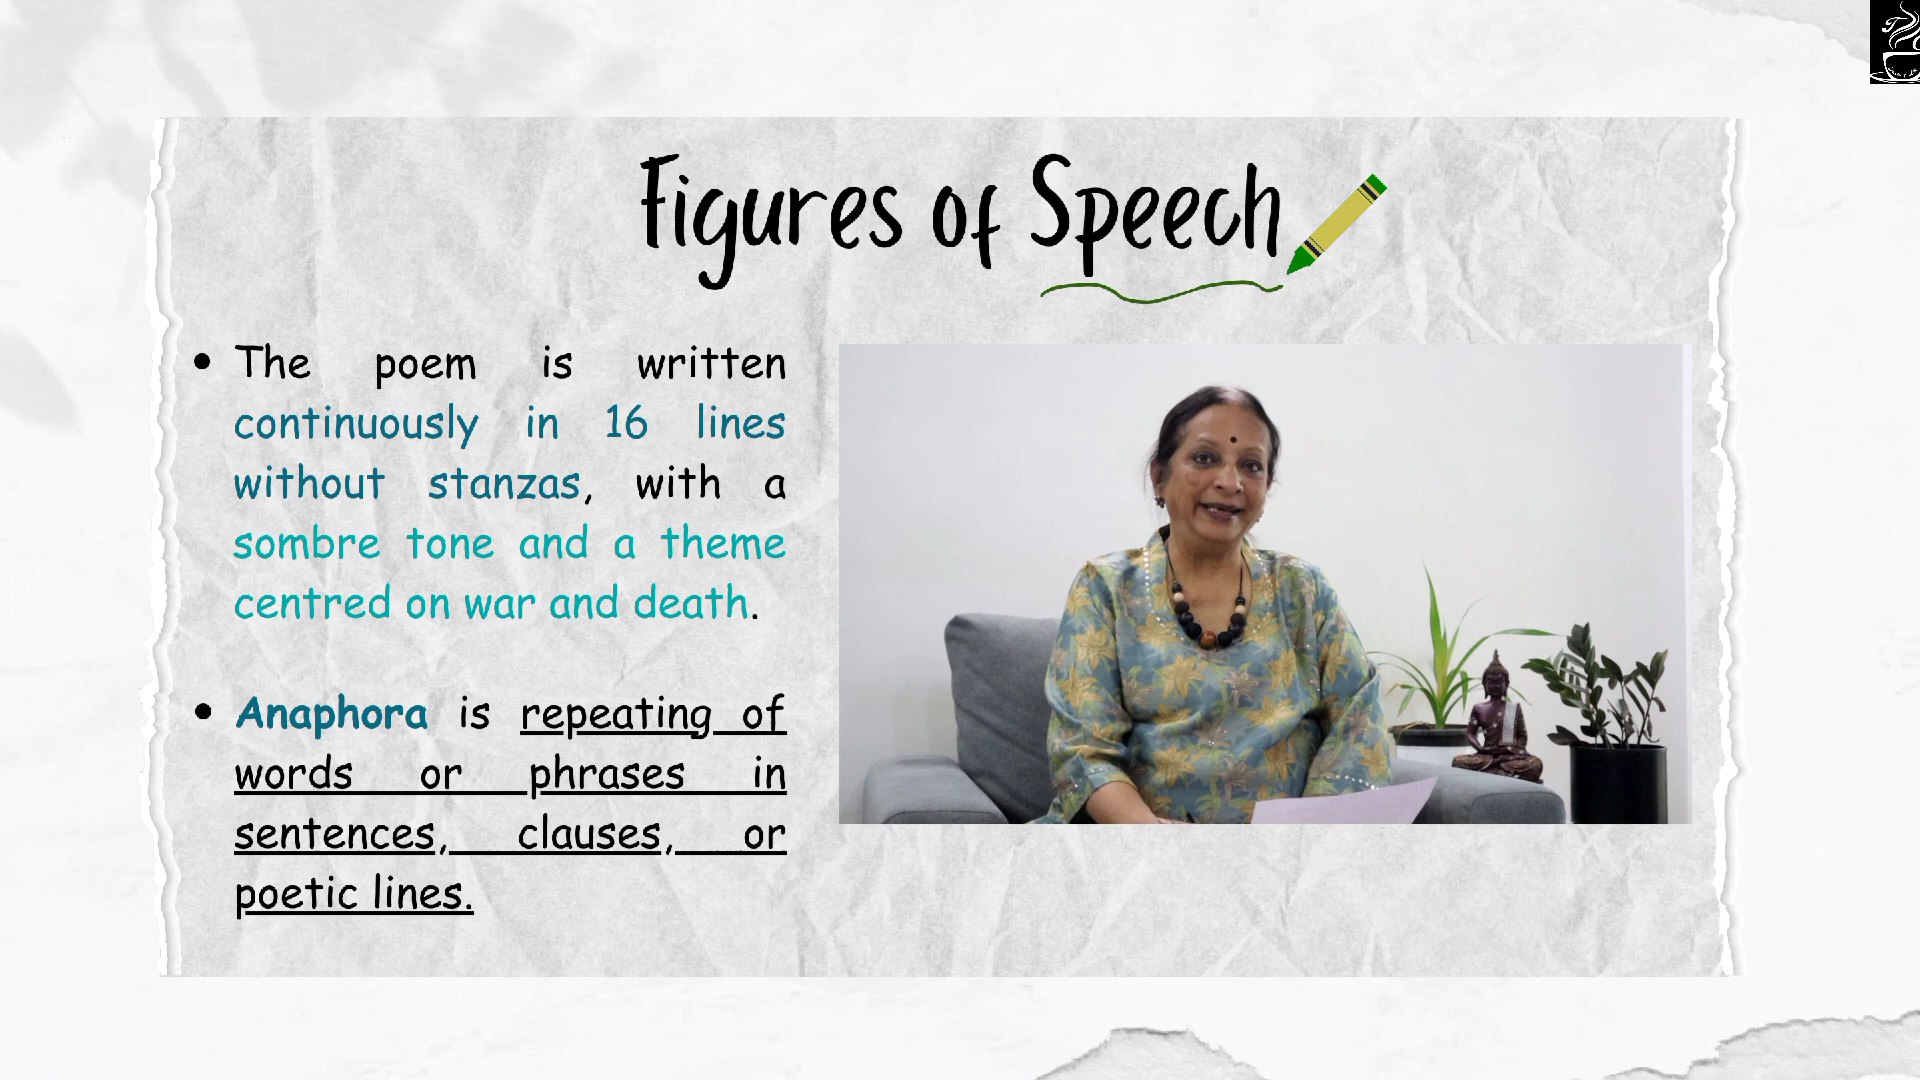 Figures of Speech
• The poem is written
continuously in 16 lines
without stanzas, with a
sombre tone and a theme
centred on war and death.
• Anaphora is repeating of
words or phrases in
sentences, clauses, or
poetic lines.